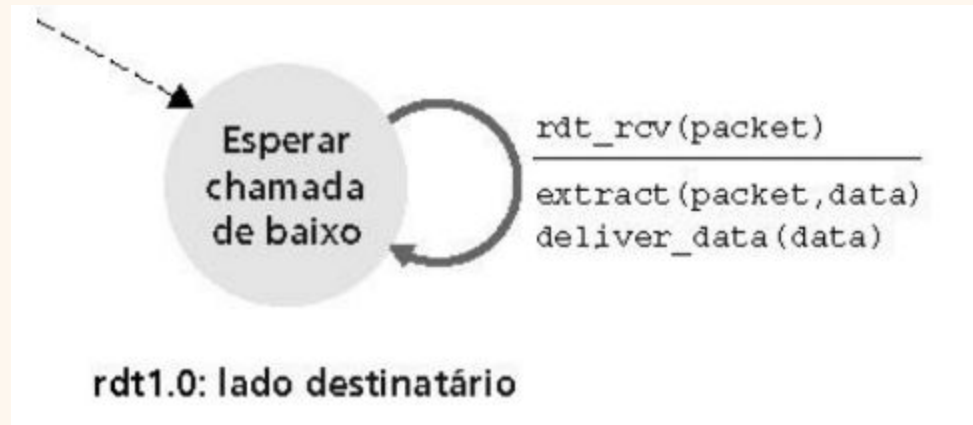 Esperar
chamada
de baixo
rdt_rcv(packet)
extract(packet,data)
deliver_data(data)
rdt1.0: lado destinatário